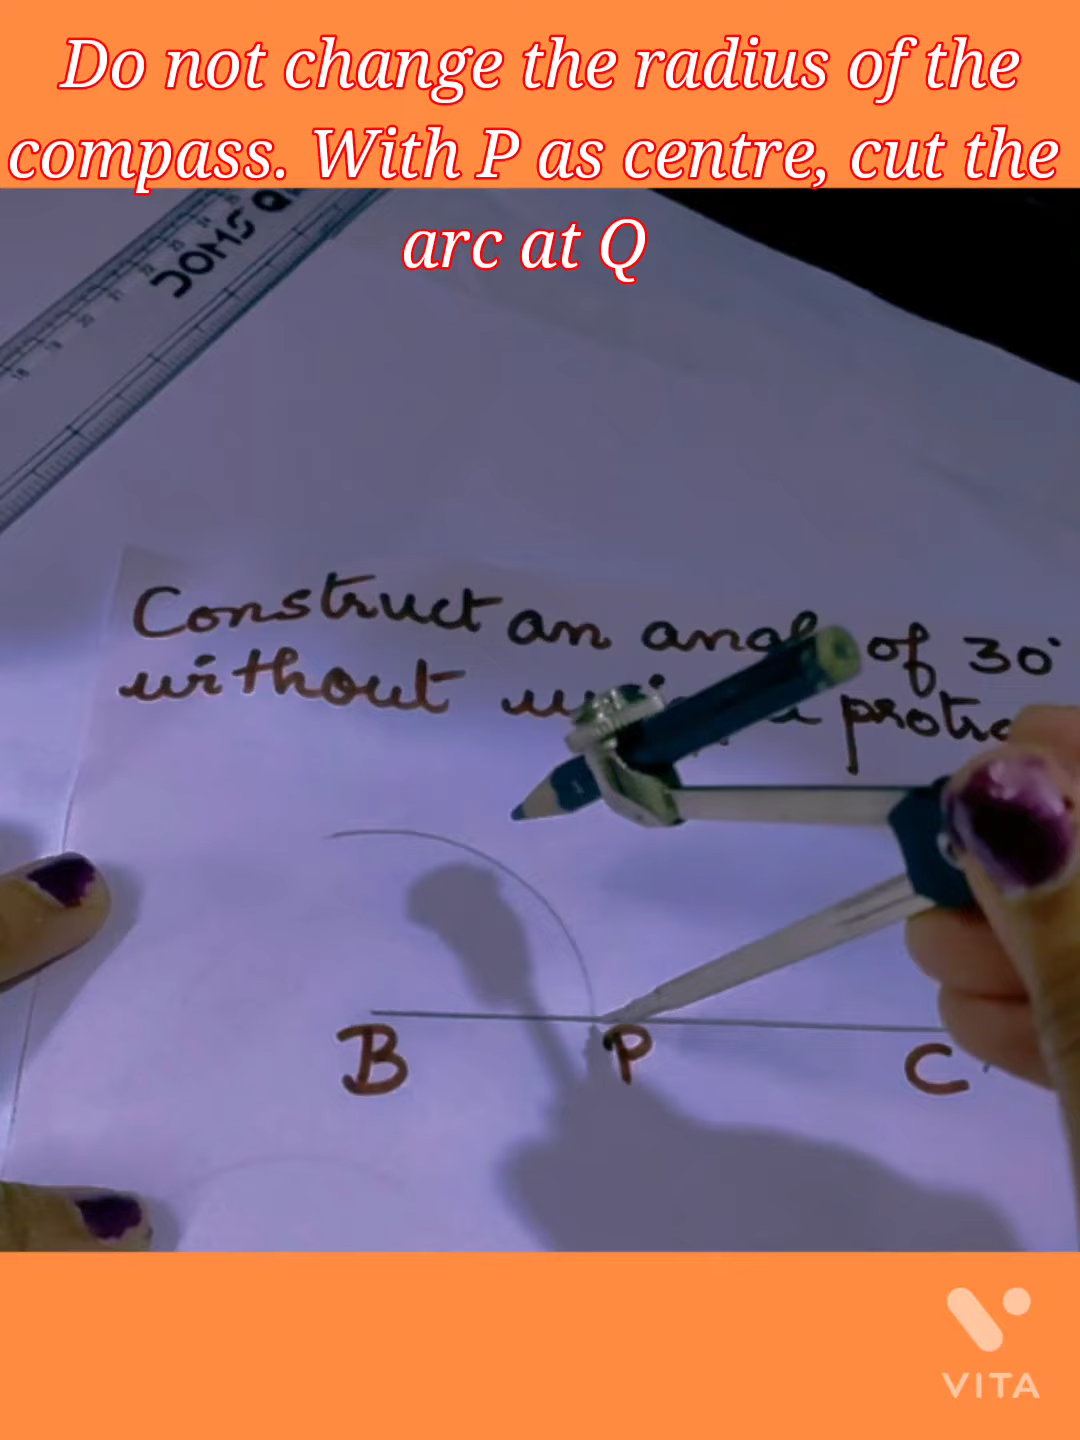 Do not change the radius of the
compass. With P as centre, cut the
arc at Q
DOMS
Construct an of 30°
without
B P C
VITA